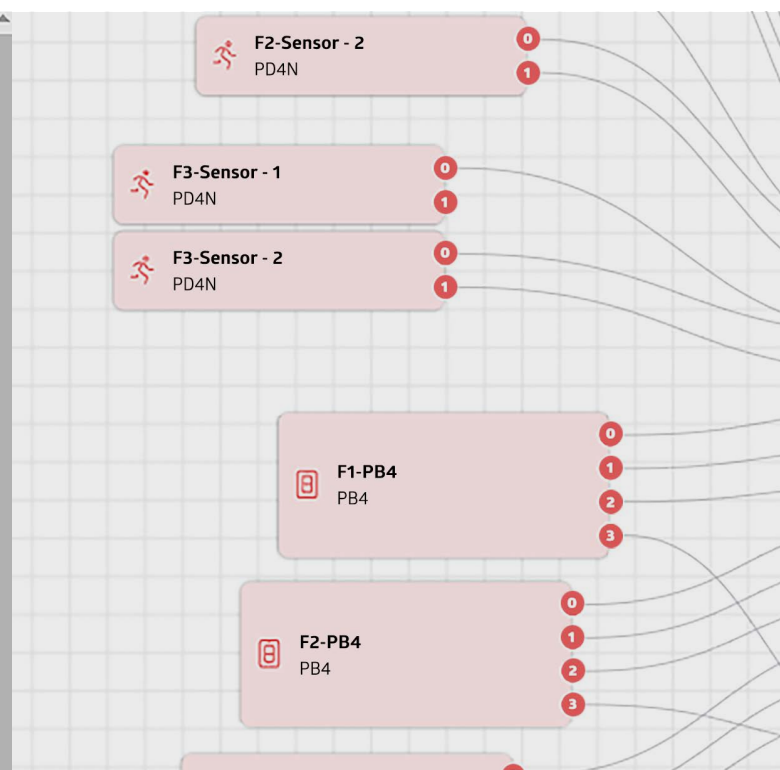 F2-Sensor - 2
PD4N
0
1
F3-Sensor - 1
PD4N
0
1
F3-Sensor - 2
PD4N
0
1
F1-PB4
PB4
0
1
2
3
F2-PB4
PB4
0
1
2
3